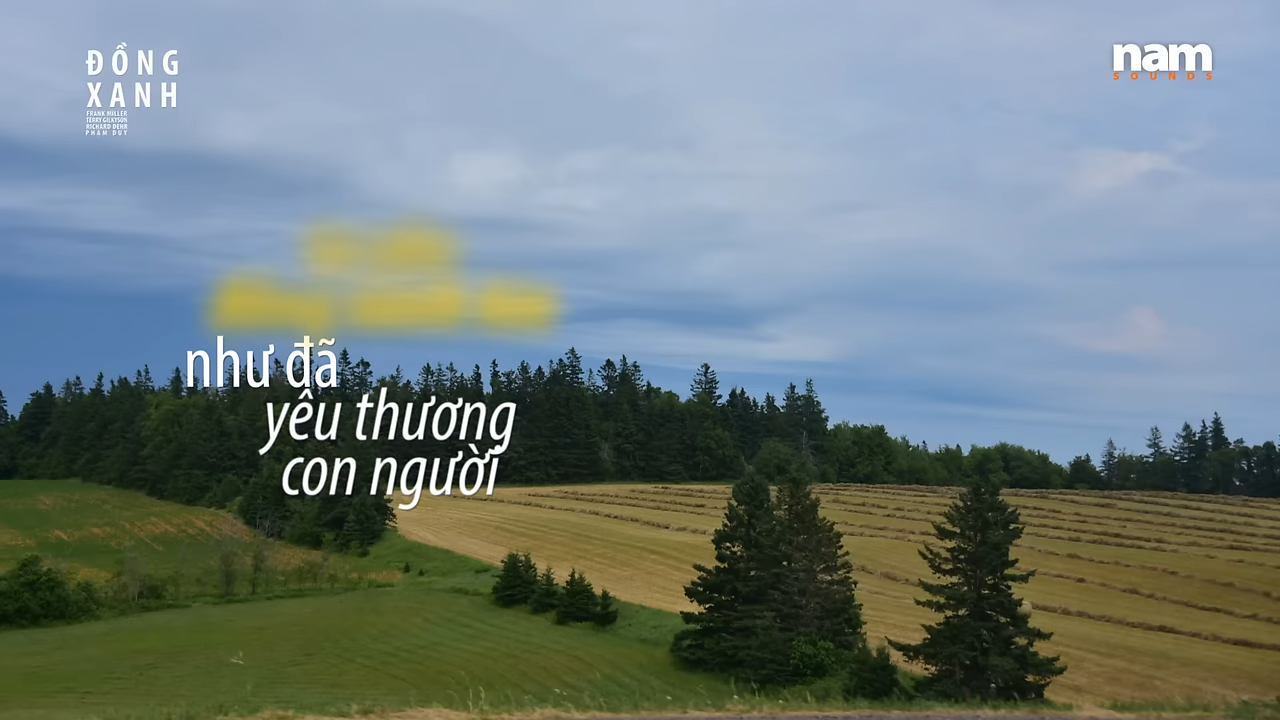 ĐỒNG
XANH
FRANK MILLER
TERRY GILKYSON
RICHARD DEHR
PHẠM DUY
nam
SOUNDS
như đã
yêu thương
con người